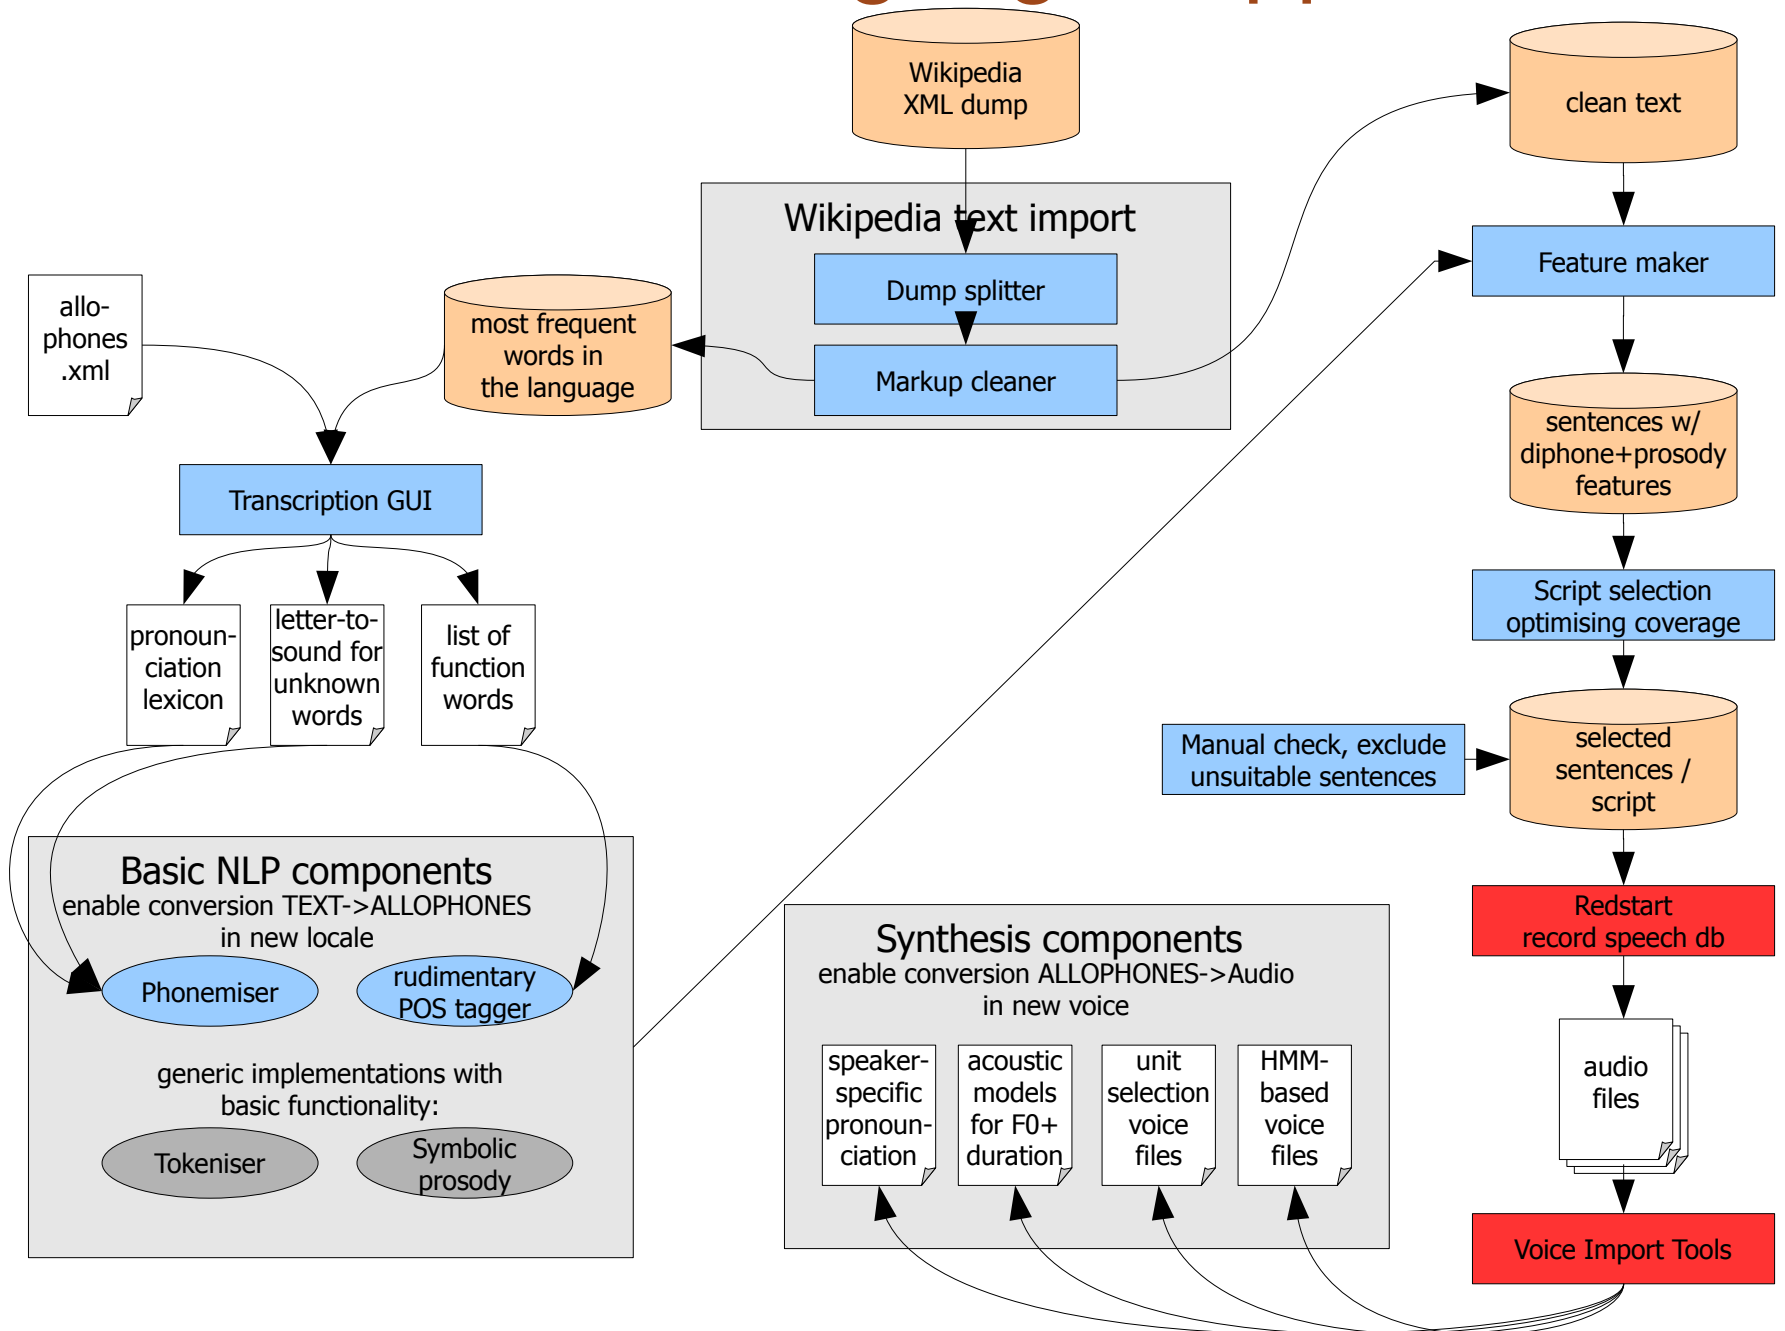 Wikipedia
XML dump
clean text
Wikipedia text import
Dump splitter
Markup cleaner
Feature maker
allo-
phones
.xml
most frequent
words in
the language
sentences w/
diphone+prosody
features
Transcription GUI
Script selection
optimising coverage
pronoun-
ciation
lexicon
letter-to-
sound for
unknown
words
list of
function
words
Manual check, exclude
unsuitable sentences
selected
sentences /
script
Basic NLP components
enable conversion TEXT->ALLOPHONES
in new locale
Phonemiser
rudimentary
POS tagger
generic implementations with
basic functionality:
Tokeniser
Symbolic
prosody
Synthesis components
enable conversion ALLOPHONES->Audio
in new voice
speaker-
specific
pronoun-
ciation
acoustic
models
for F0+
duration
unit
selection
voice
files
HMM-
based
voice
files
Redstart
record speech db
audio
files
Voice Import Tools